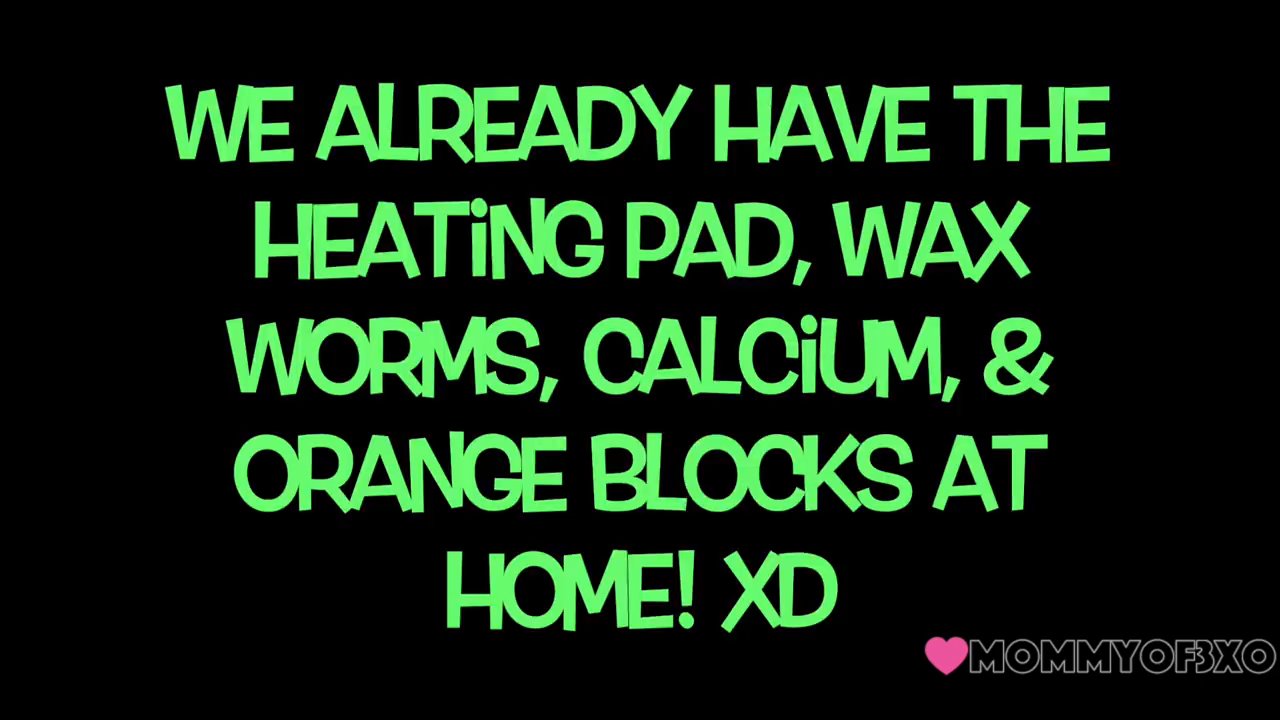 WE ALREADY HAVE THE
HEATiNG PAD, WAX
WORMS, CALCiUM, &
ORANGE BLOCKS AT
HOME! XD
MOMMYOF3XO